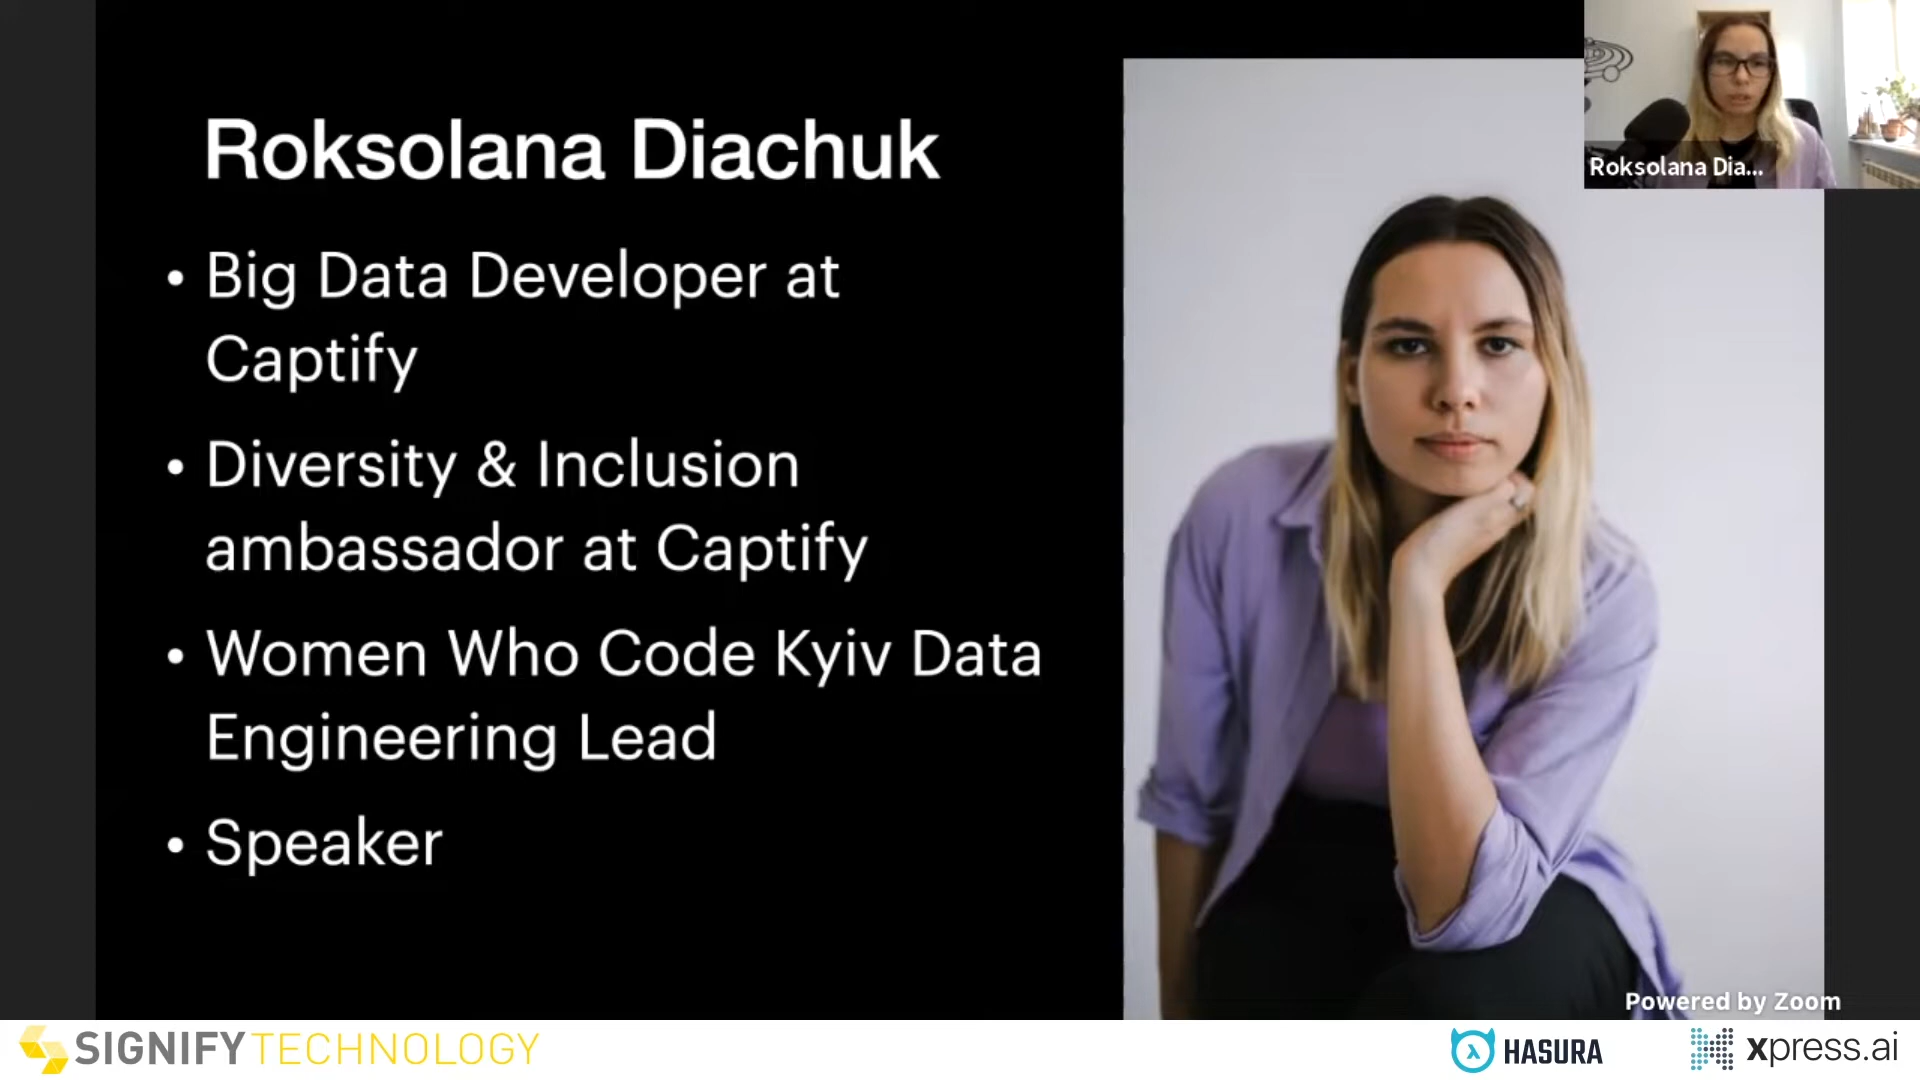 Roksolana Diachuk
• Big Data Developer at
Captify
• Diversity & Inclusion
ambassador at Captify
• Women Who Code Kyiv Data
Engineering Lead
• Speaker
Roksolana Dia...
Powered by Zoom
SIGNIFY TECHNOLOGY
HASURA
xpress.ai